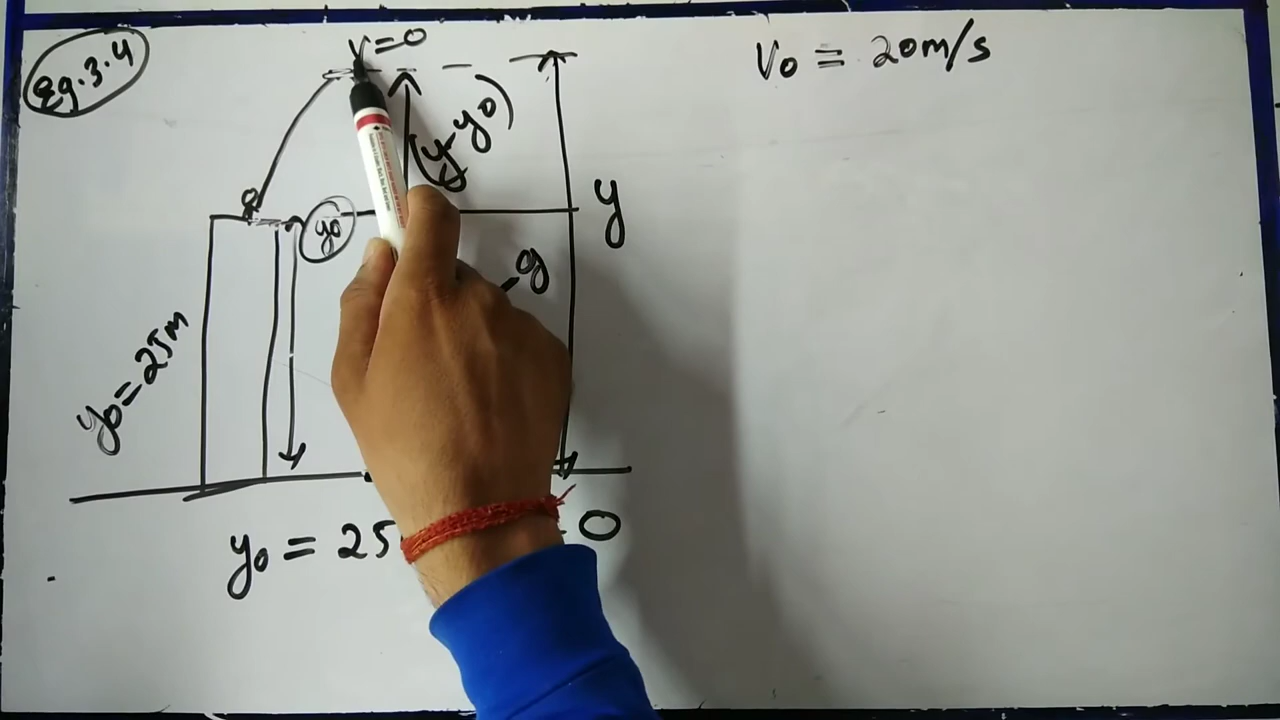 Eg.3.4
v=0
V₀ = 20m/s
(y-y₀)
y
y₀
-g
y₀=25m
y₀ = 25
0